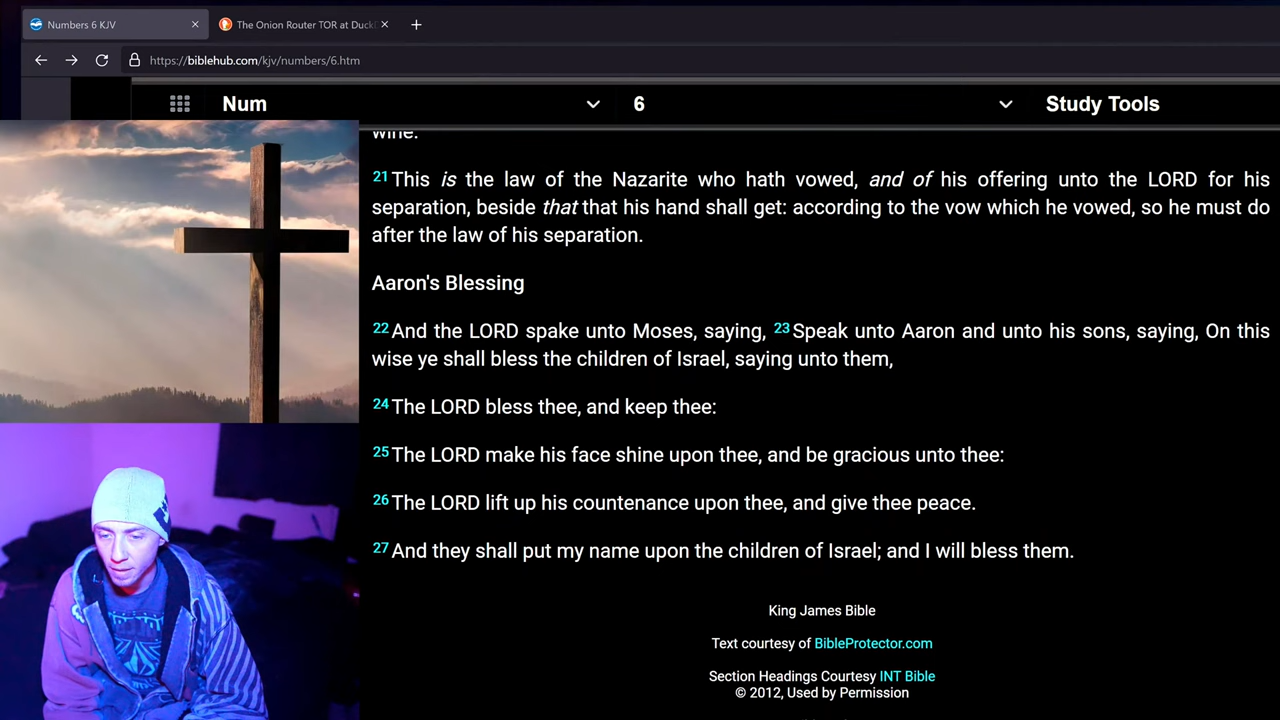 Numbers 6 KJV
The Onion Router TOR at Duck
https://biblehub.com/kjv/numbers/6.htm
Num
6
Study Tools
wine.
21 This is the law of the Nazarite who hath vowed, and of his offering unto the LORD for his
separation, beside that that his hand shall get: according to the vow which he vowed, so he must do
after the law of his separation.
Aaron's Blessing
22 And the LORD spake unto Moses, saying, 23 Speak unto Aaron and unto his sons, saying, On this
wise ye shall bless the children of Israel, saying unto them,
24 The LORD bless thee, and keep thee:
25 The LORD make his face shine upon thee, and be gracious unto thee:
26 The LORD lift up his countenance upon thee, and give thee peace.
27 And they shall put my name upon the children of Israel; and I will bless them.
King James Bible
Text courtesy of BibleProtector.com
Section Headings Courtesy INT Bible
© 2012, Used by Permission